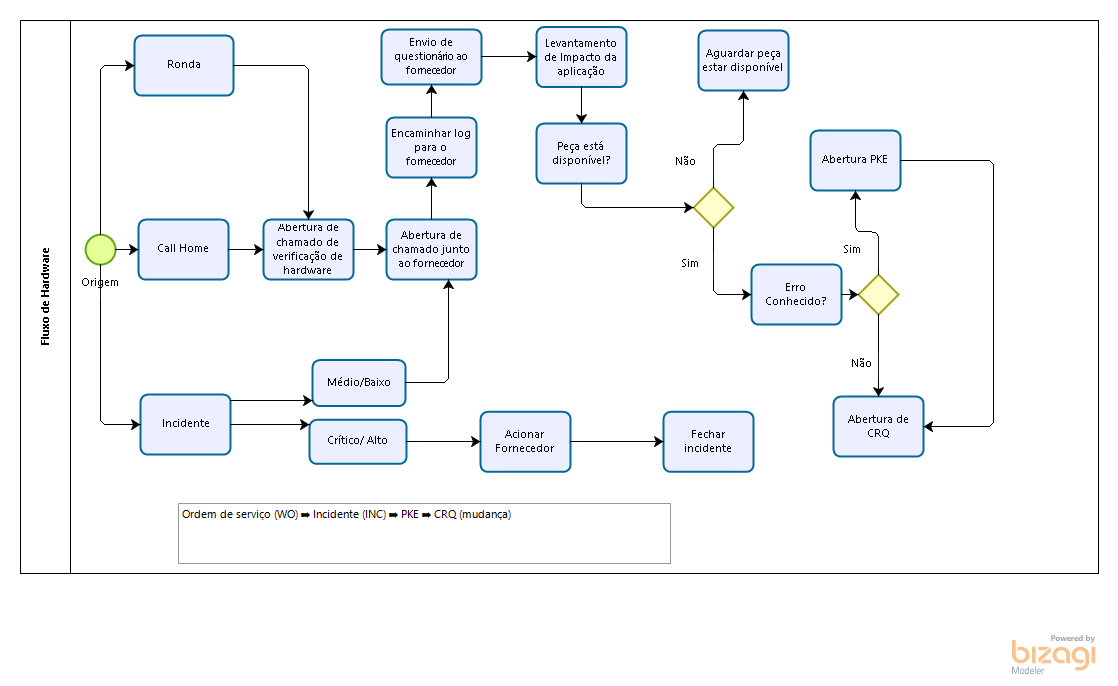 Fluxo de Hardware
Origem
Ronda
Call Home
Incidente
Abertura de
chamado de
verificação de
hardware
Médio/Baixo
Crítico/ Alto
Envio de
questionário ao
fornecedor
Encaminhar log
para o
fornecedor
Abertura de
chamado junto
ao fornecedor
Acionar
Fornecedor
Fechar
incidente
Levantamento
de Impacto da
aplicação
Peça está
disponível?
Não
Sim
Aguardar peça
estar disponível
Erro
Conhecido?
Sim
Não
Abertura PKE
Abertura de
CRQ
Ordem de serviço (WO) ➡ Incidente (INC) ➡ PKE ➡ CRQ (mudança)
Powered by
bizagi
Modeler